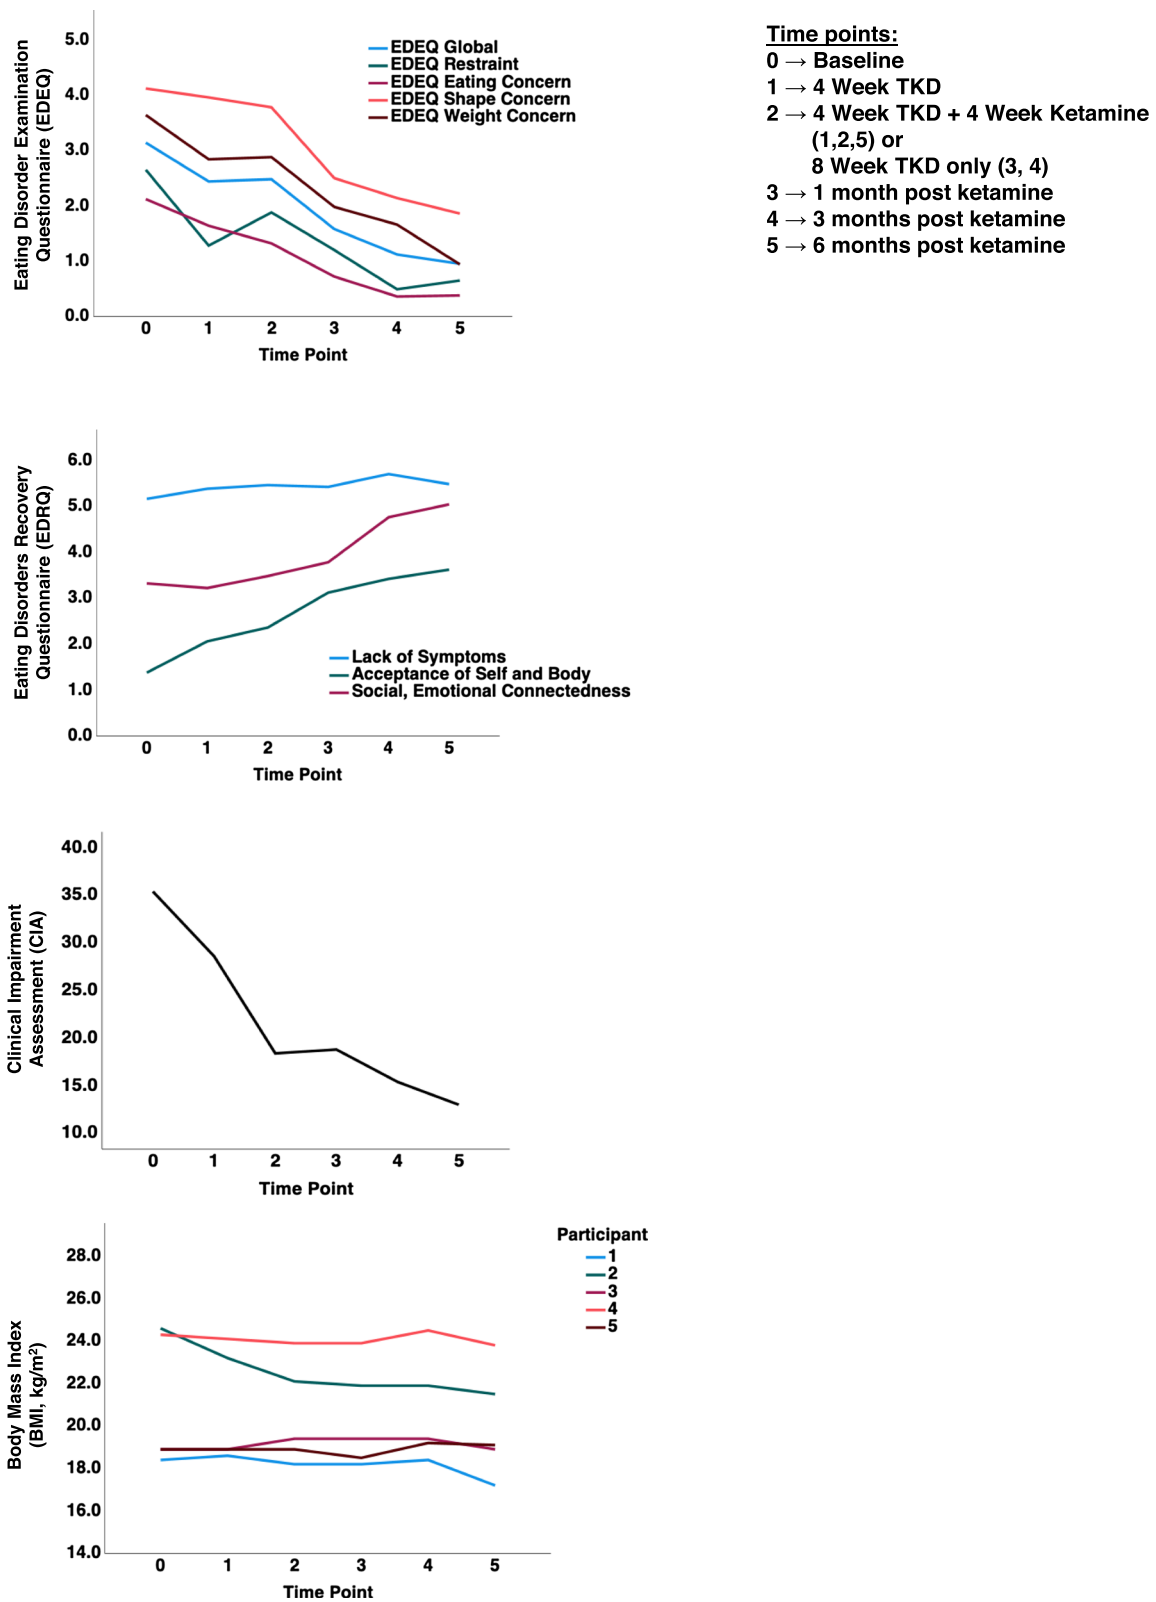 Eating Disorder Examination
Questionnaire (EDEQ)
5.0
4.0
3.0
2.0
1.0
0.0
EDEQ Global
EDEQ Restraint
EDEQ Eating Concern
EDEQ Shape Concern
EDEQ Weight Concern
0 1 2 3 4 5
Time Point
Time points:
0 → Baseline
1 → 4 Week TKD
2 → 4 Week TKD + 4 Week Ketamine
(1,2,5) or
8 Week TKD only (3, 4)
3 → 1 month post ketamine
4 → 3 months post ketamine
5 → 6 months post ketamine
Eating Disorders Recovery
Questionnaire (EDRQ)
6.0
5.0
4.0
3.0
2.0
1.0
0.0
Lack of Symptoms
Acceptance of Self and Body
Social, Emotional Connectedness
0 1 2 3 4 5
Time Point
Clinical Impairment
Assessment (CIA)
40.0
35.0
30.0
25.0
20.0
15.0
10.0
0 1 2 3 4 5
Time Point
Body Mass Index
(BMI, kg/m²)
28.0
26.0
24.0
22.0
20.0
18.0
16.0
14.0
Participant
1
2
3
4
5
0 1 2 3 4 5
Time Point